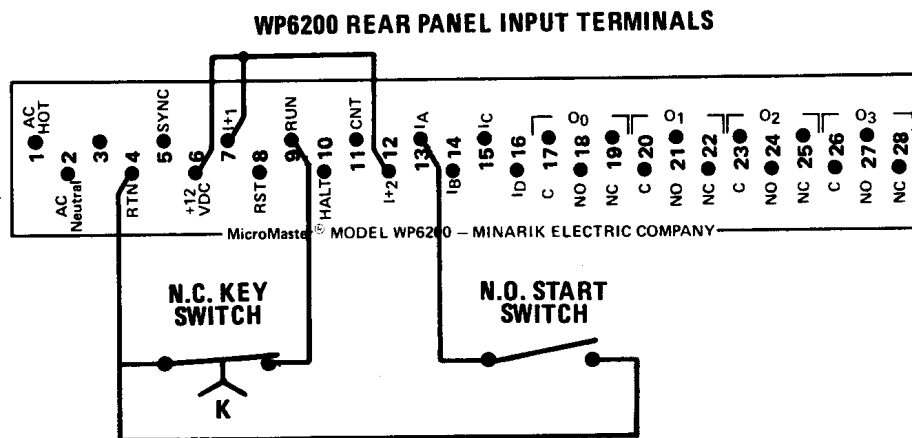 WP6200 REAR PANEL INPUT TERMINALS
1 AC HOT
2 AC Neutral
3
4 RTN
5 SYNC
6 +12 VDC
7 I+1
8 RST
9 RUN
10 HALT
11 CNT
12 I+2
13 IA
14 IB
15 IC
16 ID
17 C
O0
18 NO
19 NC
20 C
O1
21 NO
22 NC
23 C
O2
24 NO
25 NC
26 C
O3
27 NO
28 NC
MicroMaster® MODEL WP6200 – MINARIK ELECTRIC COMPANY
N.C. KEY
SWITCH
N.O. START
SWITCH
K